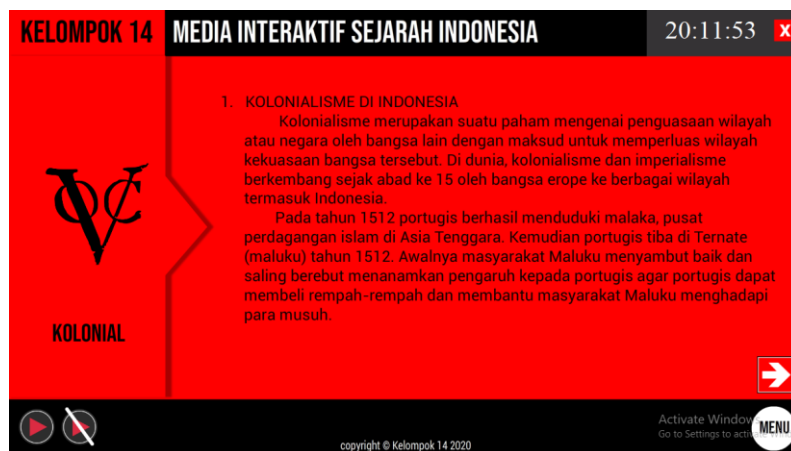 KELOMPOK 14
MEDIA INTERAKTIF SEJARAH INDONESIA
20:11:53
X
1. KOLONIALISME DI INDONESIA
Kolonialisme merupakan suatu paham mengenai penguasaan wilayah
atau negara oleh bangsa lain dengan maksud untuk memperluas wilayah
kekuasaan bangsa tersebut. Di dunia, kolonialisme dan imperialisme
berkembang sejak abad ke 15 oleh bangsa erope ke berbagai wilayah
termasuk Indonesia.
Pada tahun 1512 portugis berhasil menduduki malaka, pusat
perdagangan islam di Asia Tenggara. Kemudian portugis tiba di Ternate
(maluku) tahun 1512. Awalnya masyarakat Maluku menyambut baik dan
saling berebut menanamkan pengaruh kepada portugis agar portugis dapat
membeli rempah-rempah dan membantu masyarakat Maluku menghadapi
para musuh.
VOC
KOLONIAL
Activate Windows
Go to Settings to activate
MENU
copyright © Kelompok 14 2020